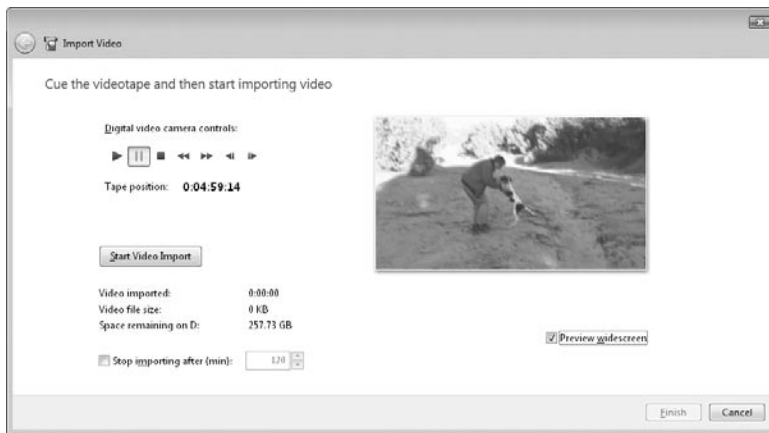 Import Video
Cue the videotape and then start importing video
Digital video camera controls:
Tape position: 0:04:59:14
Start Video Import
Video imported: 0:00:00
Video file size: 0 KB
Space remaining on D: 257.73 GB
Preview widescreen
Stop importing after (min): 120
Finish Cancel